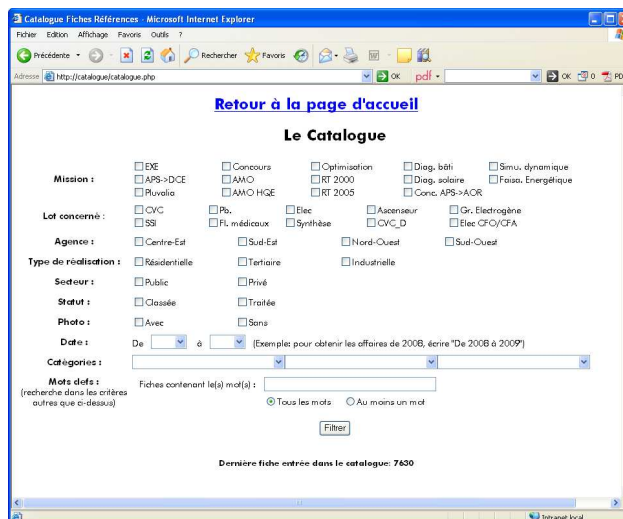 Catalogue Fiches Références - Microsoft Internet Explorer
Fichier Edition Affichage Favoris Outils ?
Précédente Rechercher Favoris
Adresse http://catalogue/catalogue.php OK pdf OK 0 PD
Retour à la page d'accueil
Le Catalogue
EXE Concours Optimisation Diag. bâti Simu. dynamique
Mission : APS->DCE AMO RT 2000 Diag. solaire Faisa. Energétique
Pluvalia AMO HQE RT 2005 Conc. APS->AOR
Lot concerné : CVC Pb. Elec Ascenseur Gr. Electrogène
SSI Fl. médicaux Synthèse CVC_D Elec CFO/CFA
Agence : Centre-Est Sud-Est Nord-Ouest Sud-Ouest
Type de réalisation : Résidentielle Tertiaire Industrielle
Secteur : Public Privé
Statut : Classée Traitée
Photo : Avec Sans
Date : De à (Exemple: pour obtenir les affaires de 2008, écrire "De 2008 à 2009")
Catégories :
Mots clefs : Fiches contenant le(s) mot(s) :
(recherche dans les critères
autres que ci-dessus) Tous les mots Au moins un mot
Filtrer
Dernière fiche entrée dans le catalogue: 7630
Intranet local